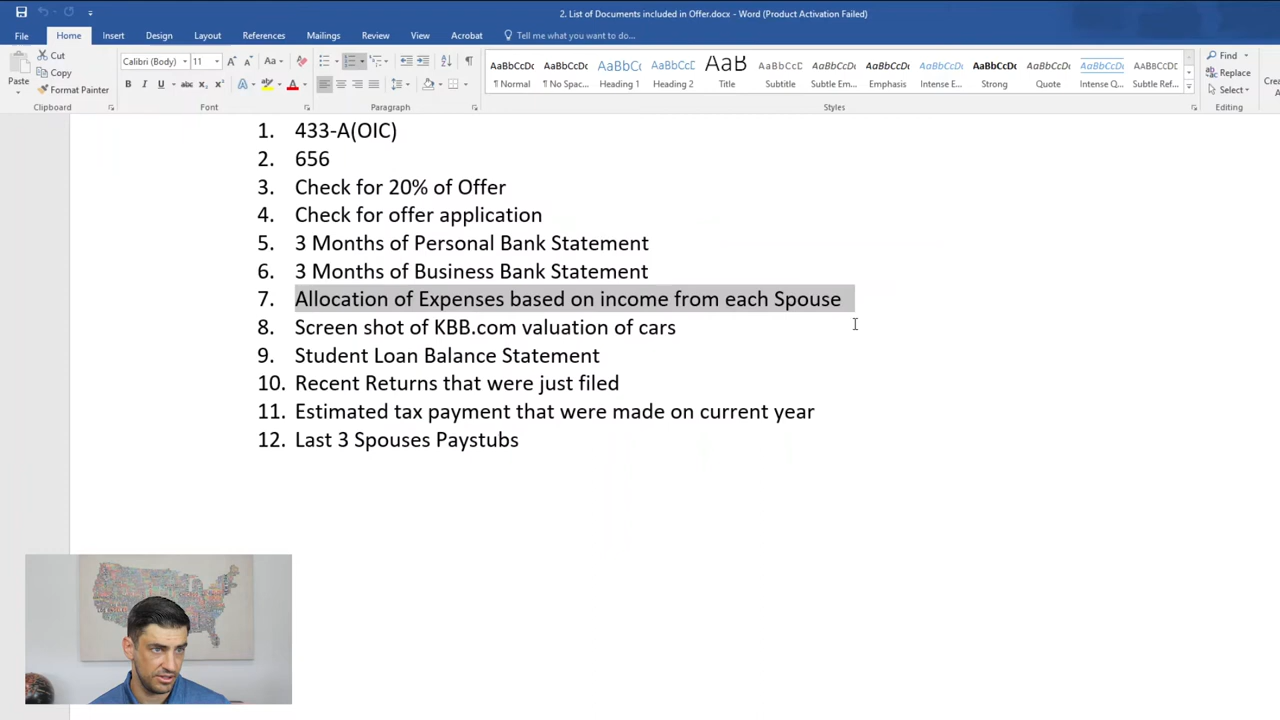 2. List of Documents included in Offer.docx - Word (Product Activation Failed)
File Home Insert Design Layout References Mailings Review View Acrobat Tell me what you want to do...
Paste
Cut
Copy
Format Painter
Clipboard
Calibri (Body) 11
Font
Paragraph
AaBbCcDc AaBbCcDc AaBbCc AaBbCcC AaB AaBbCcD AaBbCcDc AaBbCcDc AaBbCcDc AaBbCcDc AaBbCcDc AaBbCcDc AaBbCcDc
¶ Normal ¶ No Spac... Heading 1 Heading 2 Title Subtitle Subtle Em... Emphasis Intense E... Strong Quote Intense Q... Subtle Ref...
Styles
Find
Replace
Select
Editing
1. 433-A(OIC)
2. 656
3. Check for 20% of Offer
4. Check for offer application
5. 3 Months of Personal Bank Statement
6. 3 Months of Business Bank Statement
7. Allocation of Expenses based on income from each Spouse
8. Screen shot of KBB.com valuation of cars
9. Student Loan Balance Statement
10. Recent Returns that were just filed
11. Estimated tax payment that were made on current year
12. Last 3 Spouses Paystubs